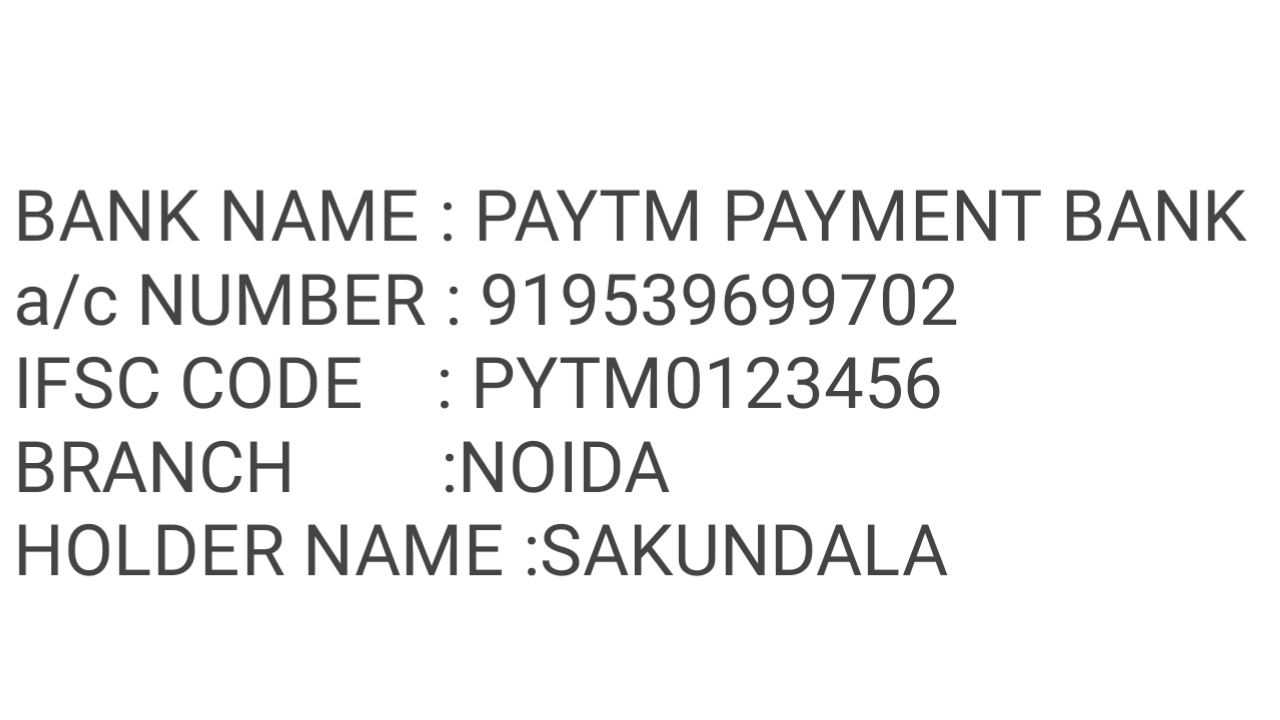 BANK NAME : PAYTM PAYMENT BANK
a/c NUMBER : 919539699702
IFSC CODE    : PYTM0123456
BRANCH        :NOIDA
HOLDER NAME :SAKUNDALA